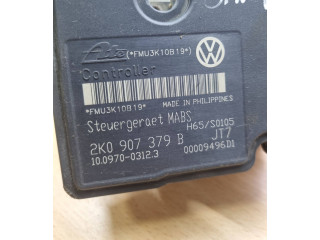 Ate (*FMU3K10B19*)
Controller
*FMU3K10B19*
MADE IN PHILIPPINES
Steuergeraet MABS
H65/S0105
2K0 907 379 B JT7
10.0970-0312.3 00009496D1